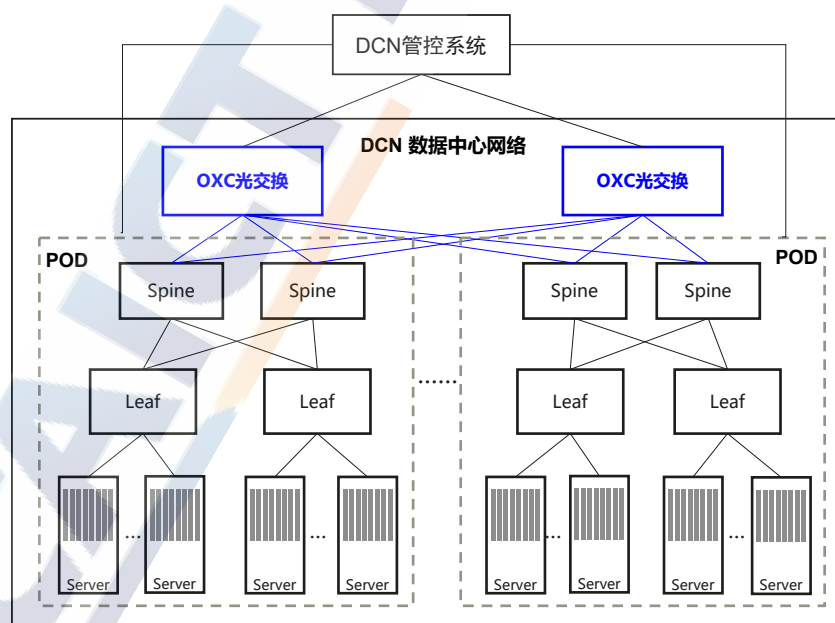 DCN管控系统
DCN 数据中心网络
OXC光交换
OXC光交换
POD
POD
Spine
Spine
Spine
Spine
Leaf
Leaf
......
Leaf
Leaf
...
...
...
...
Server
Server
Server
Server
Server
Server
Server
Server
CAICT